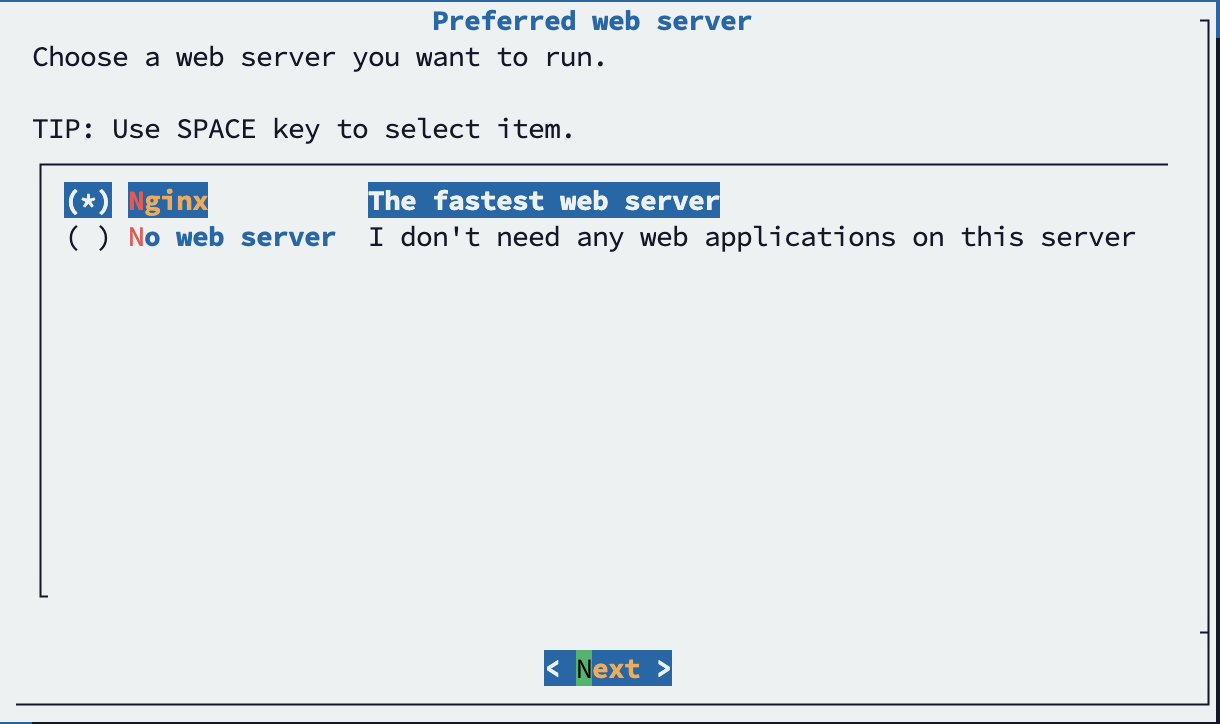 Preferred web server
Choose a web server you want to run.
TIP: Use SPACE key to select item.
(*) Nginx The fastest web server
( ) No web server I don't need any web applications on this server
< Next >